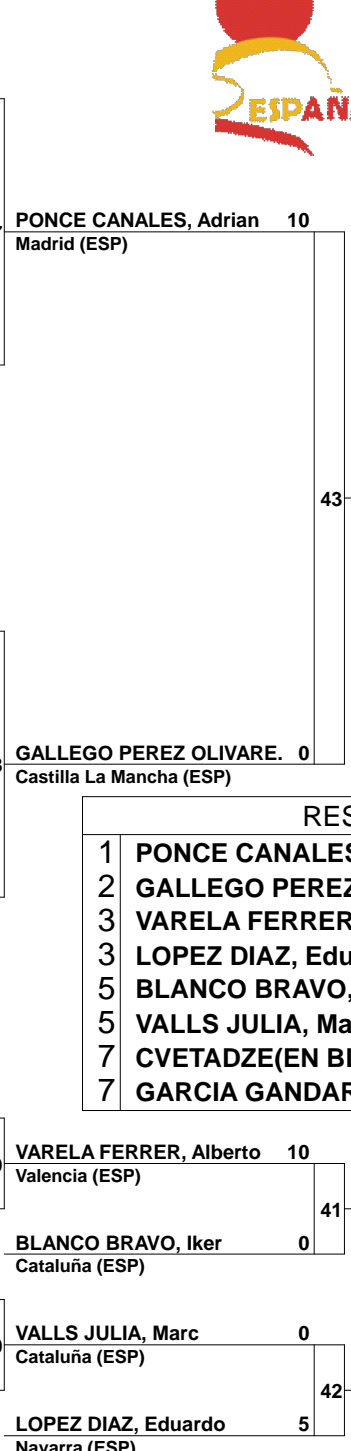 ESPAÑ
PONCE CANALES, Adrian 10
Madrid (ESP)
43
GALLEGO PEREZ OLIVARE. 0
Castilla La Mancha (ESP)
RES
1 PONCE CANALES
2 GALLEGO PEREZ
3 VARELA FERRER
3 LOPEZ DIAZ, Edu
5 BLANCO BRAVO,
5 VALLS JULIA, Ma
7 CVETADZE(EN BI
7 GARCIA GANDAR
VARELA FERRER, Alberto 10
Valencia (ESP)
41
BLANCO BRAVO, Iker 0
Cataluña (ESP)
VALLS JULIA, Marc 0
Cataluña (ESP)
42
LOPEZ DIAZ, Eduardo 5
Navarra (ESP)